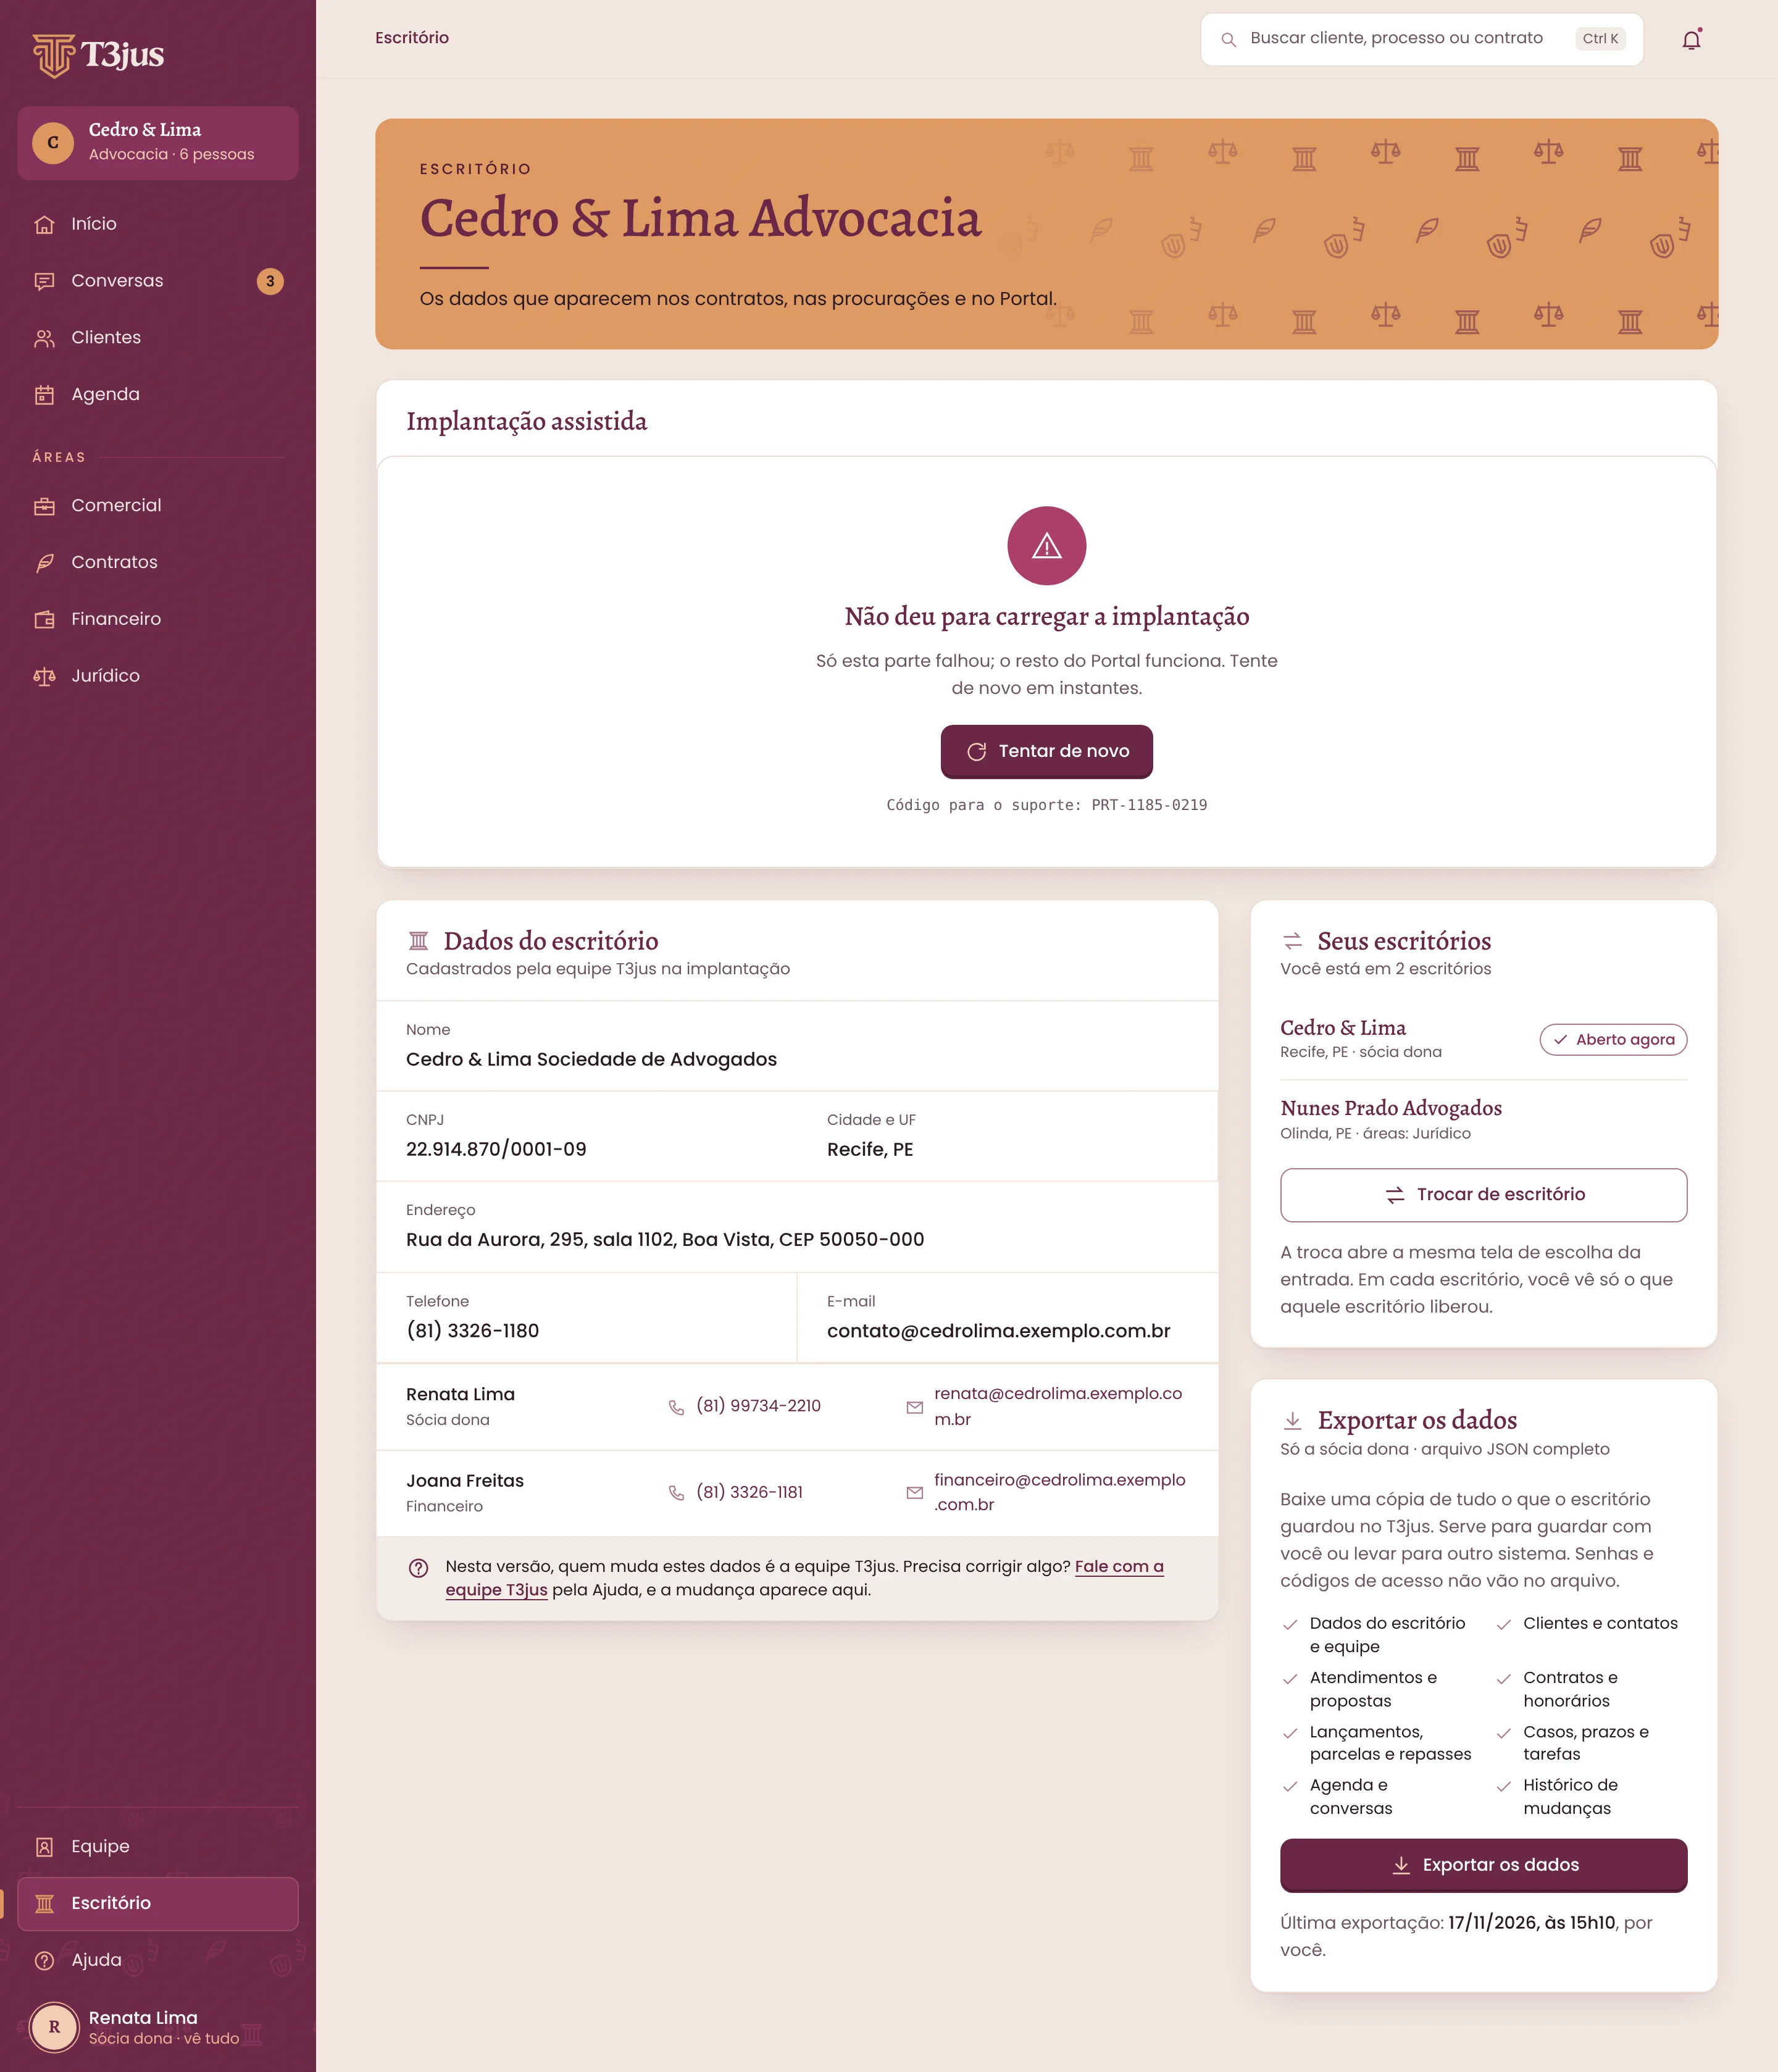 T3jus
C
Cedro & Lima
Advocacia · 6 pessoas
Início
Conversas
3
Clientes
Agenda
ÁREAS
Comercial
Contratos
Financeiro
Jurídico
Equipe
Escritório
Ajuda
R
Renata Lima
Sócia dona · vê tudo
Escritório
Buscar cliente, processo ou contrato
Ctrl K
ESCRITÓRIO
Cedro & Lima Advocacia
Os dados que aparecem nos contratos, nas procurações e no Portal.
Implantação assistida
Não deu para carregar a implantação
Só esta parte falhou; o resto do Portal funciona. Tente
de novo em instantes.
Tentar de novo
Código para o suporte: PRT-1185-0219
Dados do escritório
Cadastrados pela equipe T3jus na implantação
Nome
Cedro & Lima Sociedade de Advogados
CNPJ
22.914.870/0001-09
Cidade e UF
Recife, PE
Endereço
Rua da Aurora, 295, sala 1102, Boa Vista, CEP 50050-000
Telefone
(81) 3326-1180
E-mail
contato@cedrolima.exemplo.com.br
Renata Lima
Sócia dona
(81) 99734-2210
renata@cedrolima.exemplo.co
m.br
Joana Freitas
Financeiro
(81) 3326-1181
financeiro@cedrolima.exemplo
.com.br
Nesta versão, quem muda estes dados é a equipe T3jus. Precisa corrigir algo? Fale com a
equipe T3jus pela Ajuda, e a mudança aparece aqui.
Seus escritórios
Você está em 2 escritórios
Cedro & Lima
Recife, PE · sócia dona
Aberto agora
Nunes Prado Advogados
Olinda, PE · áreas: Jurídico
Trocar de escritório
A troca abre a mesma tela de escolha da
entrada. Em cada escritório, você vê só o que
aquele escritório liberou.
Exportar os dados
Só a sócia dona · arquivo JSON completo
Baixe uma cópia de tudo o que o escritório
guardou no T3jus. Serve para guardar com
você ou levar para outro sistema. Senhas e
códigos de acesso não vão no arquivo.
Dados do escritório
e equipe
Clientes e contatos
Atendimentos e
propostas
Contratos e
honorários
Lançamentos,
parcelas e repasses
Casos, prazos e
tarefas
Agenda e
conversas
Histórico de
mudanças
Exportar os dados
Última exportação: 17/11/2026, às 15h10, por
você.